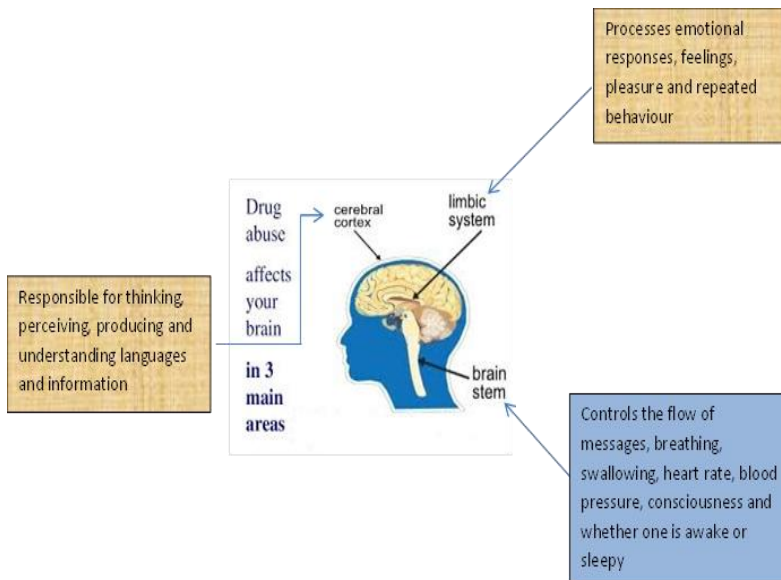 Processes emotional
responses, feelings,
pleasure and repeated
behaviour
Drug
abuse
affects
your
brain
in 3
main
areas
cerebral
cortex
limbic
system
brain
stem
Responsible for thinking,
perceiving, producing and
understanding languages
and information
Controls the flow of
messages, breathing,
swallowing, heart rate, blood
pressure, consciousness and
whether one is awake or
sleepy